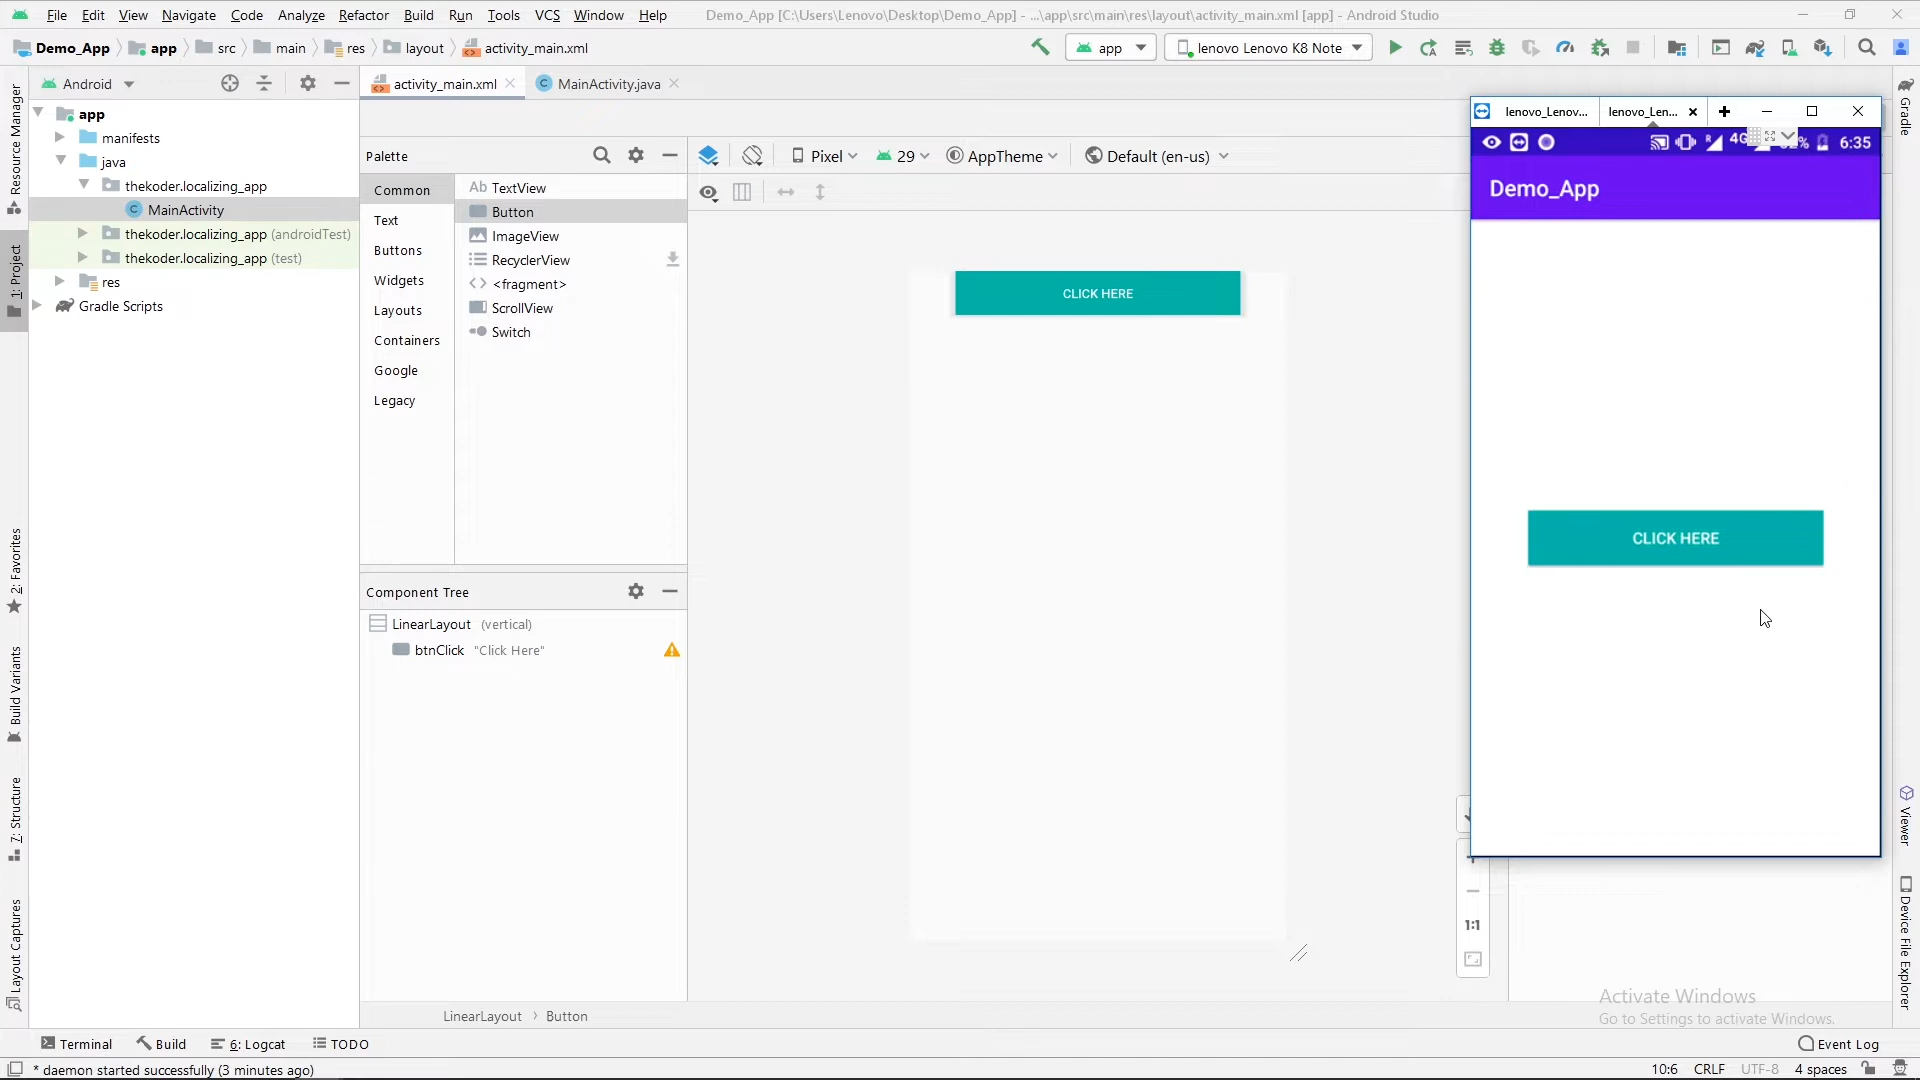 File Edit View Navigate Code Analyze Refactor Build Run Tools VCS Window Help Demo_App [C:\Users\Lenovo\Desktop\Demo_App] - ...\app\src\main\res\layout\activity_main.xml [app] - Android Studio
Demo_App app src main res layout activity_main.xml app lenovo Lenovo K8 Note
Android activity_main.xml MainActivity.java
Resource Manager
1: Project
2: Favorites
Build Variants
7: Structure
Layout Captures
app
manifests
java
thekoder.localizing_app
MainActivity
thekoder.localizing_app (androidTest)
thekoder.localizing_app (test)
res
Gradle Scripts
Palette
Common
Text
Buttons
Widgets
Layouts
Containers
Google
Legacy
Ab TextView
Button
ImageView
RecyclerView
<fragment>
ScrollView
Switch
Component Tree
LinearLayout (vertical)
btnClick "Click Here"
Pixel 29 AppTheme Default (en-us)
CLICK HERE
1:1
lenovo_Lenov... lenovo_Len...
4G 6:35
Demo_App
CLICK HERE
Gradle
Viewer
Device File Explorer
Activate Windows
Go to Settings to activate Windows.
LinearLayout Button
Terminal Build 6: Logcat TODO Event Log
* daemon started successfully (3 minutes ago) 10:6 CRLF UTF-8 4 spaces